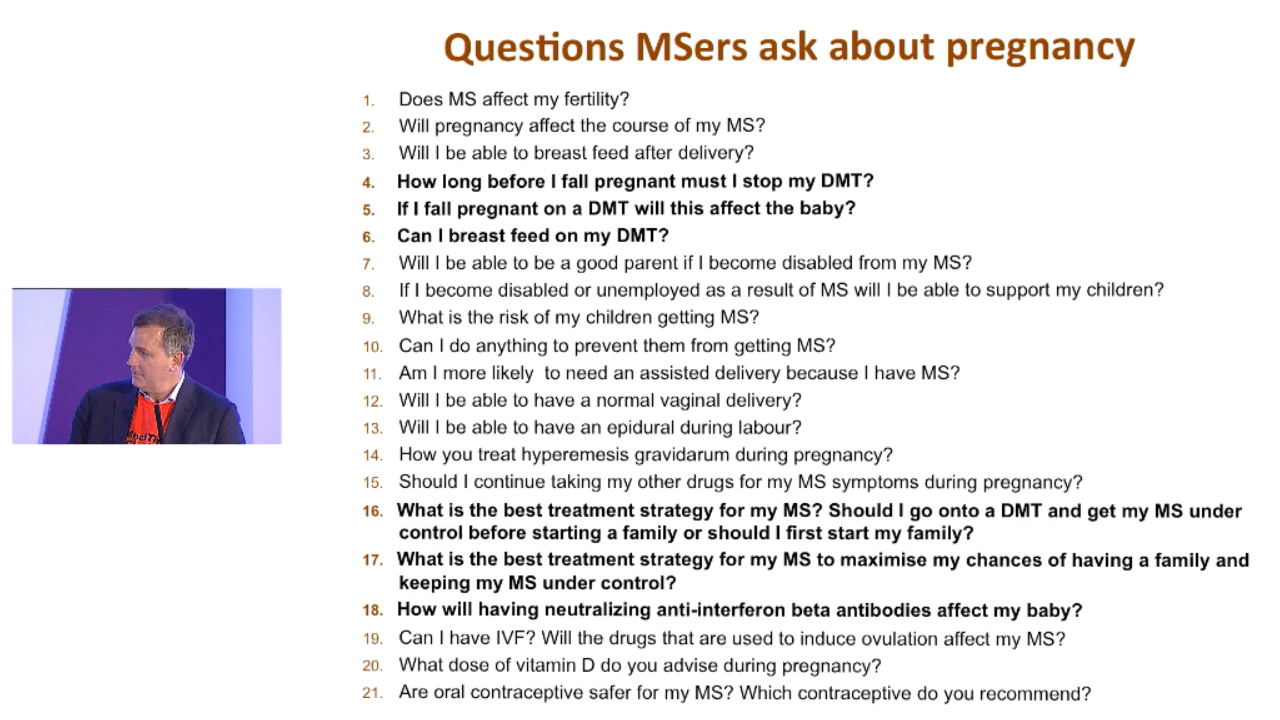 Questions MSers ask about pregnancy
1. Does MS affect my fertility?
2. Will pregnancy affect the course of my MS?
3. Will I be able to breast feed after delivery?
4. How long before I fall pregnant must I stop my DMT?
5. If I fall pregnant on a DMT will this affect the baby?
6. Can I breast feed on my DMT?
7. Will I be able to be a good parent if I become disabled from my MS?
8. If I become disabled or unemployed as a result of MS will I be able to support my children?
9. What is the risk of my children getting MS?
10. Can I do anything to prevent them from getting MS?
11. Am I more likely to need an assisted delivery because I have MS?
12. Will I be able to have a normal vaginal delivery?
13. Will I be able to have an epidural during labour?
14. How you treat hyperemesis gravidarum during pregnancy?
15. Should I continue taking my other drugs for my MS symptoms during pregnancy?
16. What is the best treatment strategy for my MS? Should I go onto a DMT and get my MS under
control before starting a family or should I first start my family?
17. What is the best treatment strategy for my MS to maximise my chances of having a family and
keeping my MS under control?
18. How will having neutralizing anti-interferon beta antibodies affect my baby?
19. Can I have IVF? Will the drugs that are used to induce ovulation affect my MS?
20. What dose of vitamin D do you advise during pregnancy?
21. Are oral contraceptive safer for my MS? Which contraceptive do you recommend?